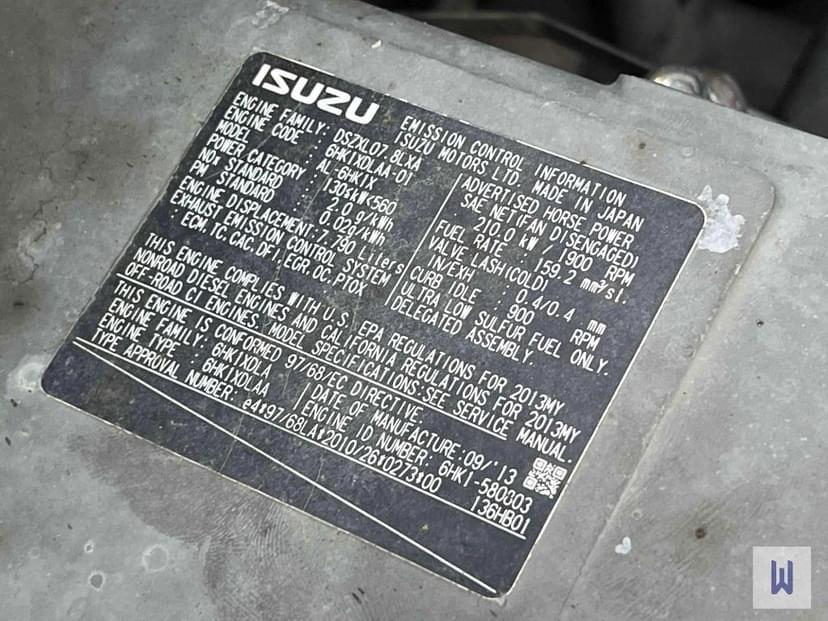 ISUZU
EMISSION CONTROL INFORMATION
ISUZU MOTORS LTD. MADE IN JAPAN
ENGINE FAMILY: DSZXL07.8LXA
ENGINE CODE : 6HK1XDLAA-01
MODEL : AL-6HK1X
POWER CATEGORY : 130≤kW<560
NOx STANDARD : 2.0g/kWh
PM STANDARD : 0.02g/kWh
ENGINE DISPLACEMENT: 7.790 Liters
EXHAUST EMISSION CONTROL SYSTEM
: ECM,TC,CAC,DFI,EGR,OC,PTOX
ADVERTISED HORSE POWER
SAE NET(FAN DISENGAGED)
: 210.0 kW / 1900 RPM
FUEL RATE : 159.2 mm³/st.
VALVE LASH(COLD)
IN/EXH : 0.4/0.4 mm
CURB IDLE : 900 RPM
ULTRA LOW SULFUR FUEL ONLY.
DELEGATED ASSEMBLY.
THIS ENGINE COMPLIES WITH U.S. EPA REGULATIONS FOR 2013MY
NONROAD DIESEL ENGINES AND CALIFORNIA REGULATIONS FOR 2013MY
OFF-ROAD CI ENGINES. MODEL SPECIFICATIONS:SEE SERVICE MANUAL.
THIS ENGINE IS CONFORMED 97/68/EC DIRECTIVE.
ENGINE FAMILY : 6HK1XDLA
ENGINE TYPE : 6HK1XDLAA
DATE OF MANUFACTURE:09/'13
ENGINE ID NUMBER: 6HK1-580803
TYPE APPROVAL NUMBER: e4*97/68LA*2010/26*0273*00
136HB01
W